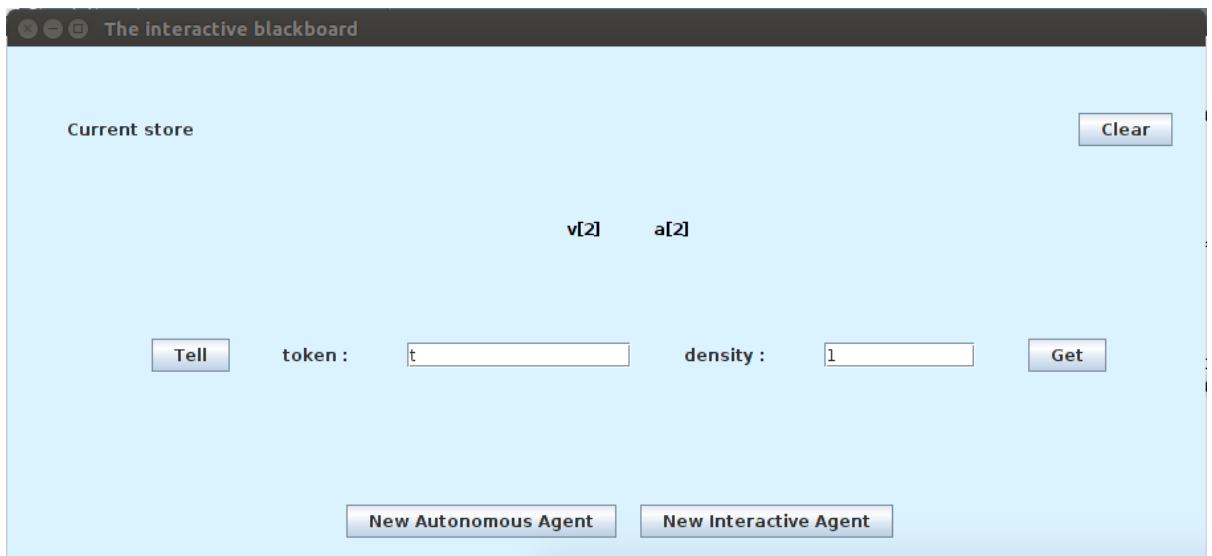 The interactive blackboard
Current store Clear
v[2] a[2]
Tell token : t density : 1 Get
New Autonomous Agent New Interactive Agent